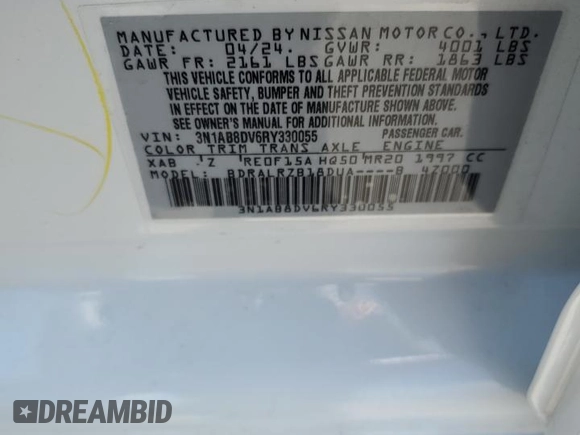 MANUFACTURED BY NISSAN MOTOR CO., LTD.
DATE: 04/24. GVWR: 4001 LBS
GAWR FR: 2161 LBS GAWR RR: 1863 LBS
THIS VEHICLE CONFORMS TO ALL APPLICABLE FEDERAL MOTOR
VEHICLE SAFETY, BUMPER AND THEFT PREVENTION STANDARDS
IN EFFECT ON THE DATE OF MANUFACTURE SHOWN ABOVE.
SEE OWNER'S MANUAL FOR ADDITIONAL INFORMATION.
VIN: 3N1AB8DV6RY330055 PASSENGER CAR.
COLOR TRIM TRANS AXLE ENGINE
XAB Z RE0F15A HQ50 MR20 1997 CC
MODEL: BDRALRZB18DUA----B 4Z000
3N1AB8DV6RY330055
DREAMBID